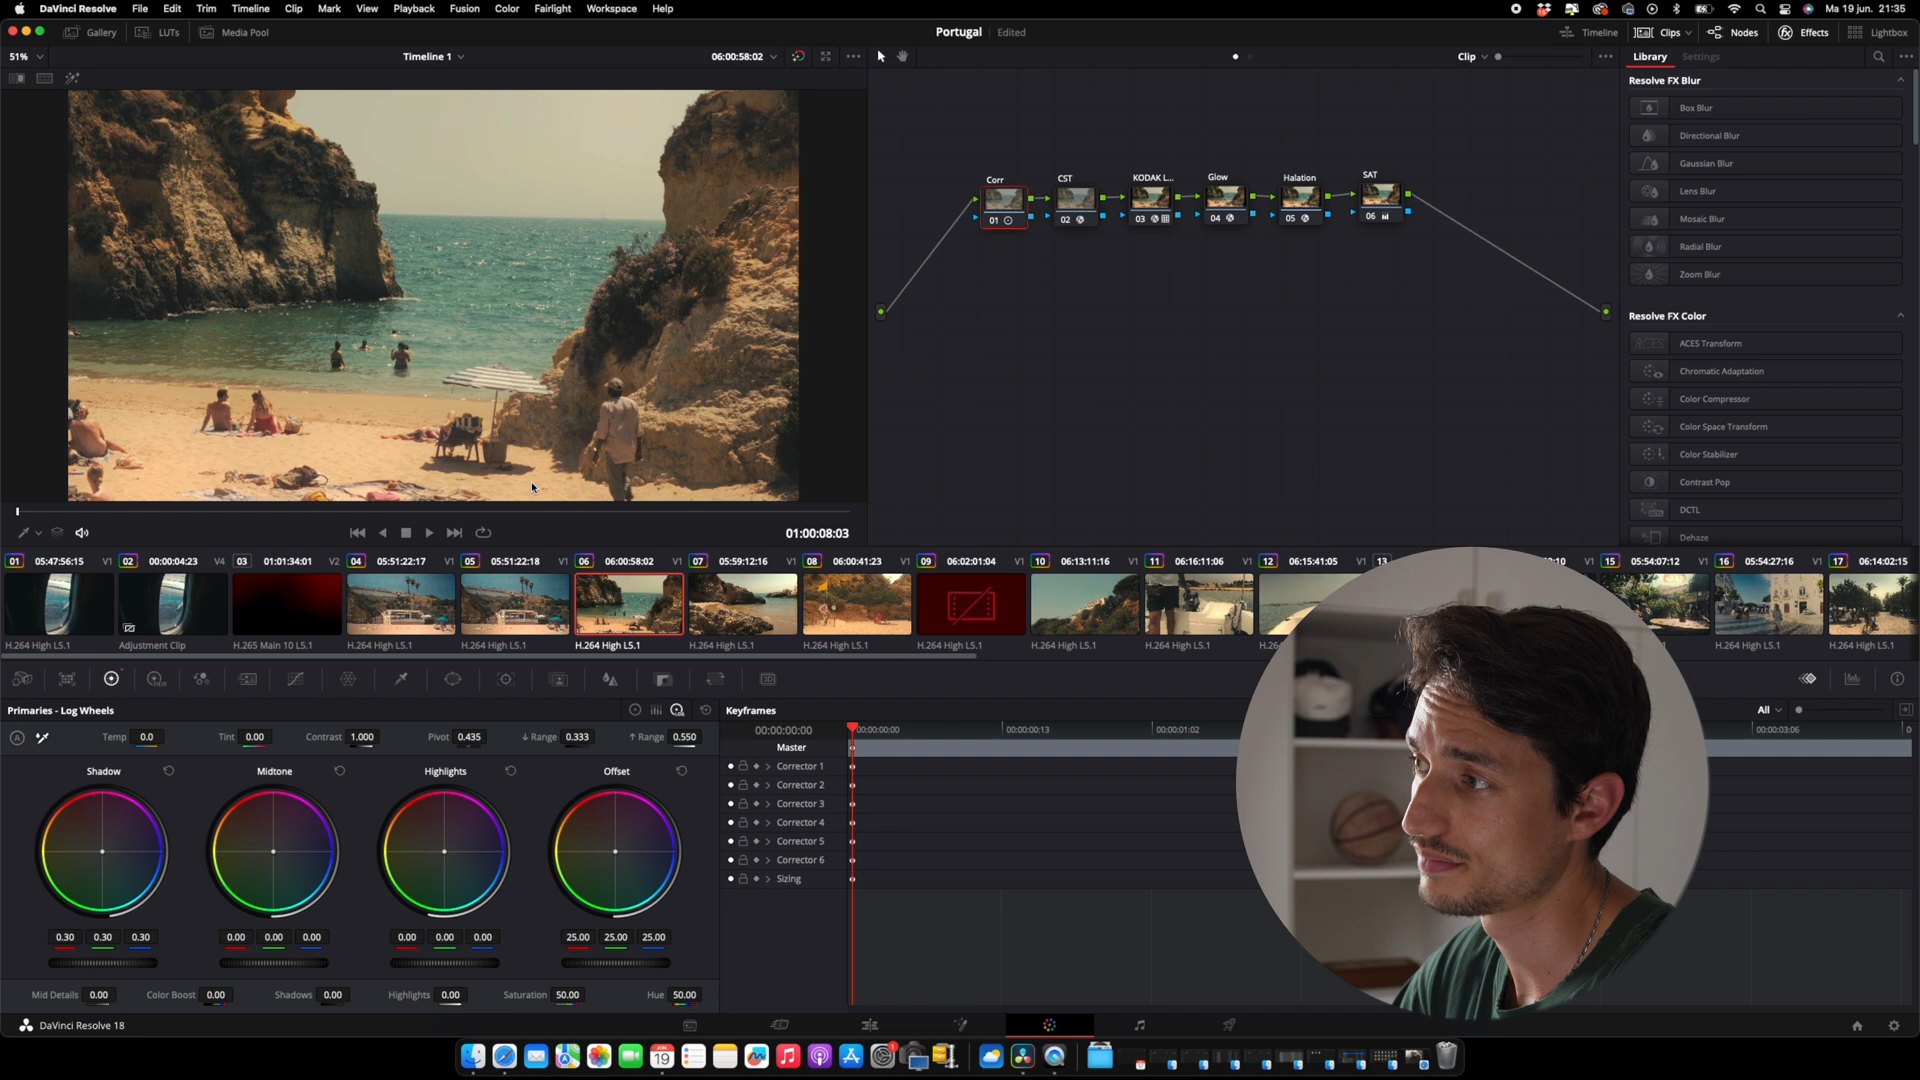 DaVinci Resolve File Edit Trim Timeline Clip Mark View Playback Fusion Color Fairlight Workspace Help Ma 19 jun. 21:35
Gallery LUTs Media Pool Portugal Edited Timeline Clips Nodes Effects Lightbox
51% Timeline 1 06:00:58:02 Clip Library Settings
Resolve FX Blur
Box Blur
Directional Blur
Gaussian Blur
Lens Blur
Mosaic Blur
Radial Blur
Zoom Blur
Resolve FX Color
ACES Transform
Chromatic Adaptation
Color Compressor
Color Space Transform
Color Stabilizer
Contrast Pop
DCTL
Dehaze
Corr CST KODAK L... Glow Halation SAT
01 02 03 04 05 06
01:00:08:03
01 05:47:56:15 V1 02 00:00:04:23 V4 03 01:01:34:01 V2 04 05:51:22:17 V1 05 05:51:22:18 V1 06 06:00:58:02 V1 07 05:59:12:16 V1 08 06:00:41:23 V1 09 06:02:01:04 V1 10 06:13:11:16 V1 11 06:16:11:06 V1 12 06:15:41:05 V1 13 :10 V1 15 05:54:07:12 V1 16 05:54:27:16 V1 17 06:14:02:15
H.264 High L5.1 Adjustment Clip H.265 Main 10 L5.1 H.264 High L5.1 H.264 High L5.1 H.264 High L5.1 H.264 High L5.1 H.264 High L5.1 H.264 High L5.1 H.264 High L5.1 H.264 High L5.1 H.264 High L5.1 H.264 High L5.1
Primaries - Log Wheels
Temp 0.0 Tint 0.00 Contrast 1.000 Pivot 0.435 ↓ Range 0.333 ↑ Range 0.550
Shadow Midtone Highlights Offset
0.30 0.30 0.30 0.00 0.00 0.00 0.00 0.00 0.00 25.00 25.00 25.00
Mid Details 0.00 Color Boost 0.00 Shadows 0.00 Highlights 0.00 Saturation 50.00 Hue 50.00
Keyframes All
00:00:00:00 00:00:00:00 00:00:00:13 00:00:01:02 00:00:03:06
Master
Corrector 1
Corrector 2
Corrector 3
Corrector 4
Corrector 5
Corrector 6
Sizing
DaVinci Resolve 18